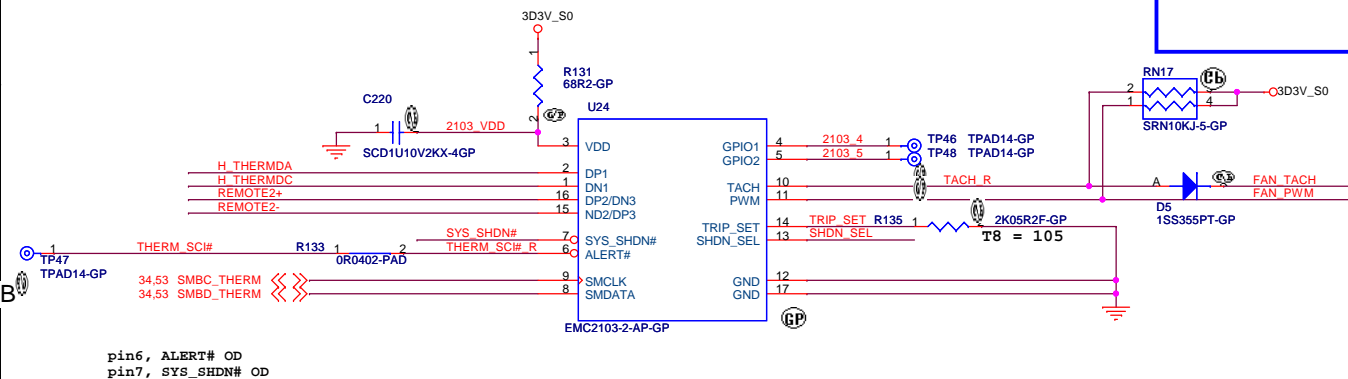 3D3V_S0
1
R131
68R2-GP
2
C220
U24
1
2103_VDD
SCD1U10V2KX-4GP
RN17
2
1
4
3D3V_S0
SRN10KJ-5-GP
3 VDD
GPIO1 4 2103_4 1 TP46 TPAD14-GP
GPIO2 5 2103_5 1 TP48 TPAD14-GP
H_THERMDA 2 DP1
H_THERMDC 1 DN1
REMOTE2+ 16 DP2/DN3
REMOTE2- 15 ND2/DP3
TACH 10 TACH_R A FAN_TACH
PWM 11 FAN_PWM
D5
1SS355PT-GP
TRIP_SET 14 TRIP_SET R135 1 2K05R2F-GP
SHDN_SEL 13 SHDN_SEL
T8 = 105
SYS_SHDN# 7 SYS_SHDN#
1 THERM_SCI# R133 1 2 THERM_SCI#_R 6 ALERT#
TP47
TPAD14-GP
0R0402-PAD
34,53 SMBC_THERM 9 SMCLK
34,53 SMBD_THERM 8 SMDATA
GND 12
GND 17
B
EMC2103-2-AP-GP
GP
pin6, ALERT# OD
pin7, SYS_SHDN# OD